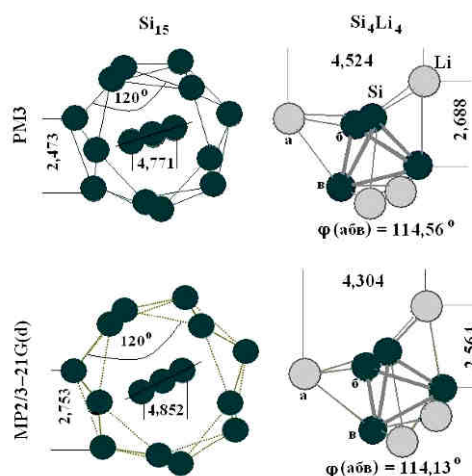 Si15
Si4Li4
PM3
120°
4,771
2,473
4,524
Li
Si
а
б
в
2,688
φ(абв) = 114,56°
MP2/3–21G(d)
120°
4,852
2,753
4,304
а
б
в
2,564
φ(абв) = 114,13°